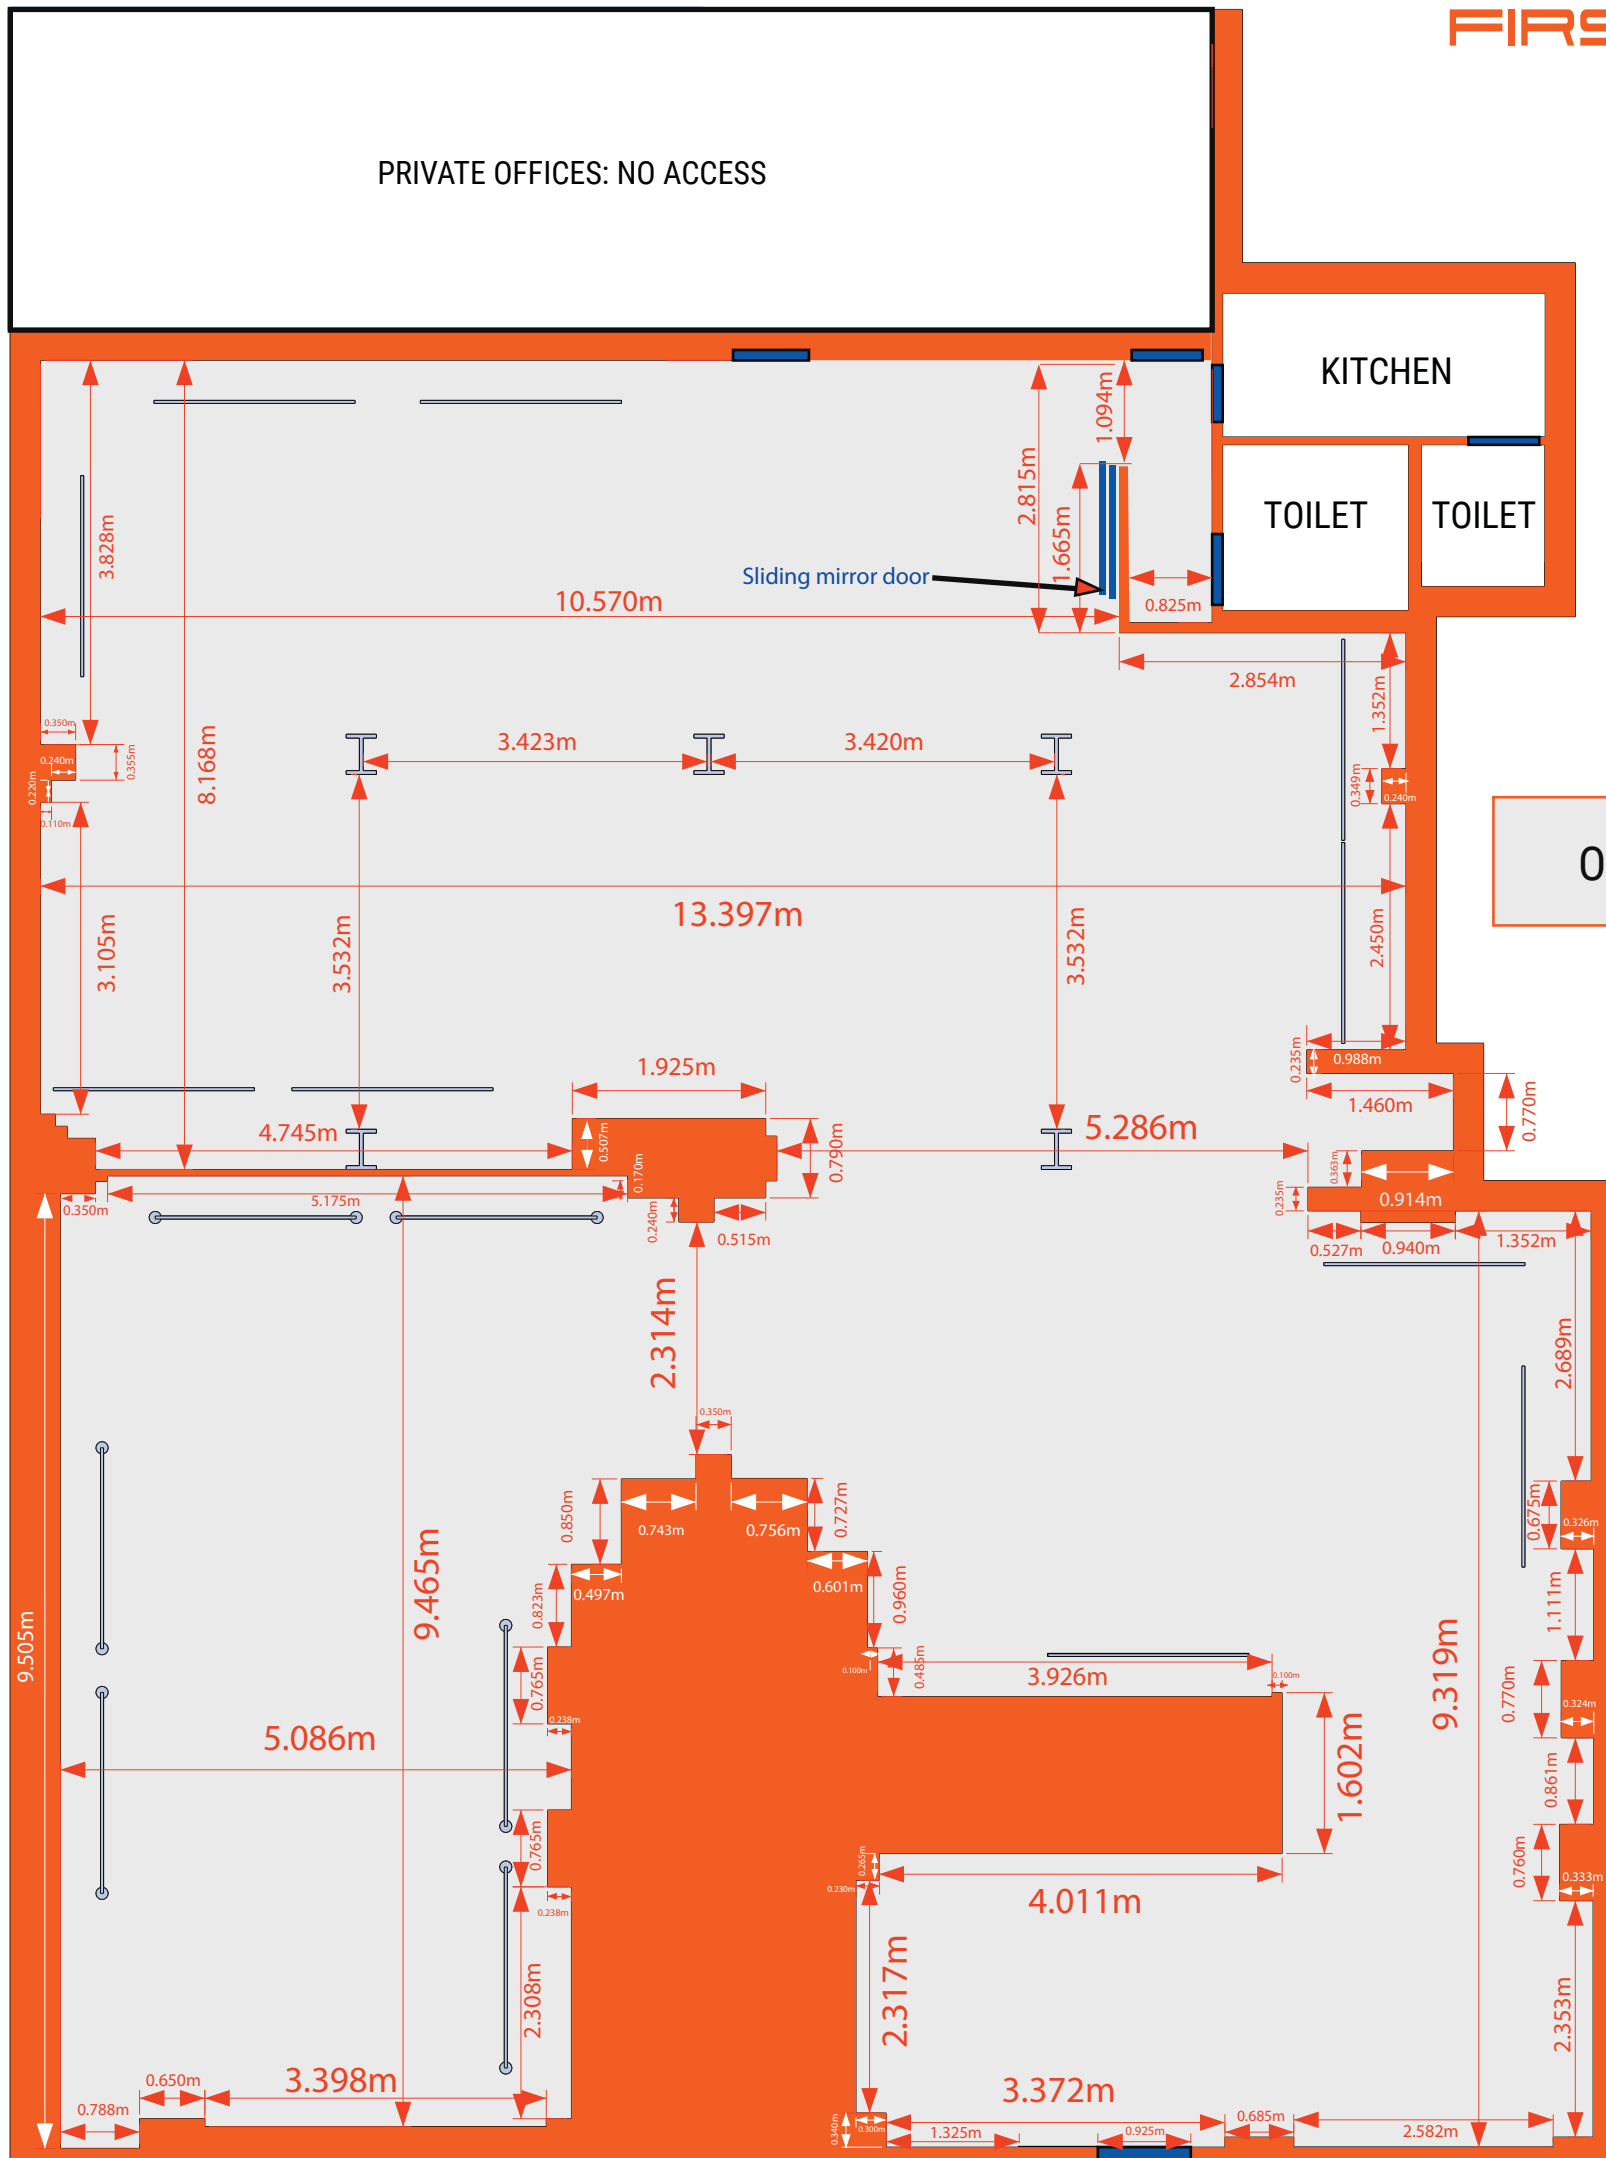 FIRS
PRIVATE OFFICES: NO ACCESS
KITCHEN
TOILET
TOILET
1.094m
2.815m
1.665m
3.828m
Sliding mirror door
10.570m
0.825m
2.854m
1.352m
0.350m
0.355m
0.240m
0.220m
0.110m
3.423m
3.420m
8.168m
0.349m
0.240m
O
13.397m
3.105m
3.532m
3.532m
2.450m
1.925m
0.235m
0.988m
1.460m
0.770m
4.745m
0.507m
0.790m
5.286m
0.170m
0.363m
0.914m
0.350m
5.175m
0.240m
0.515m
0.235m
0.527m
0.940m
1.352m
2.314m
2.689m
0.350m
0.850m
0.743m
0.756m
0.727m
0.675m
0.326m
9.465m
0.823m
0.497m
0.601m
0.960m
1.111m
9.505m
9.319m
0.765m
0.100m
0.485m
3.926m
0.100m
0.770m
0.324m
0.238m
5.086m
1.602m
0.861m
0.765m
0.265m
0.230m
4.011m
0.760m
0.333m
0.238m
2.308m
2.317m
2.353m
0.650m
3.398m
3.372m
0.788m
0.340m
0.300m
1.325m
0.925m
0.685m
2.582m